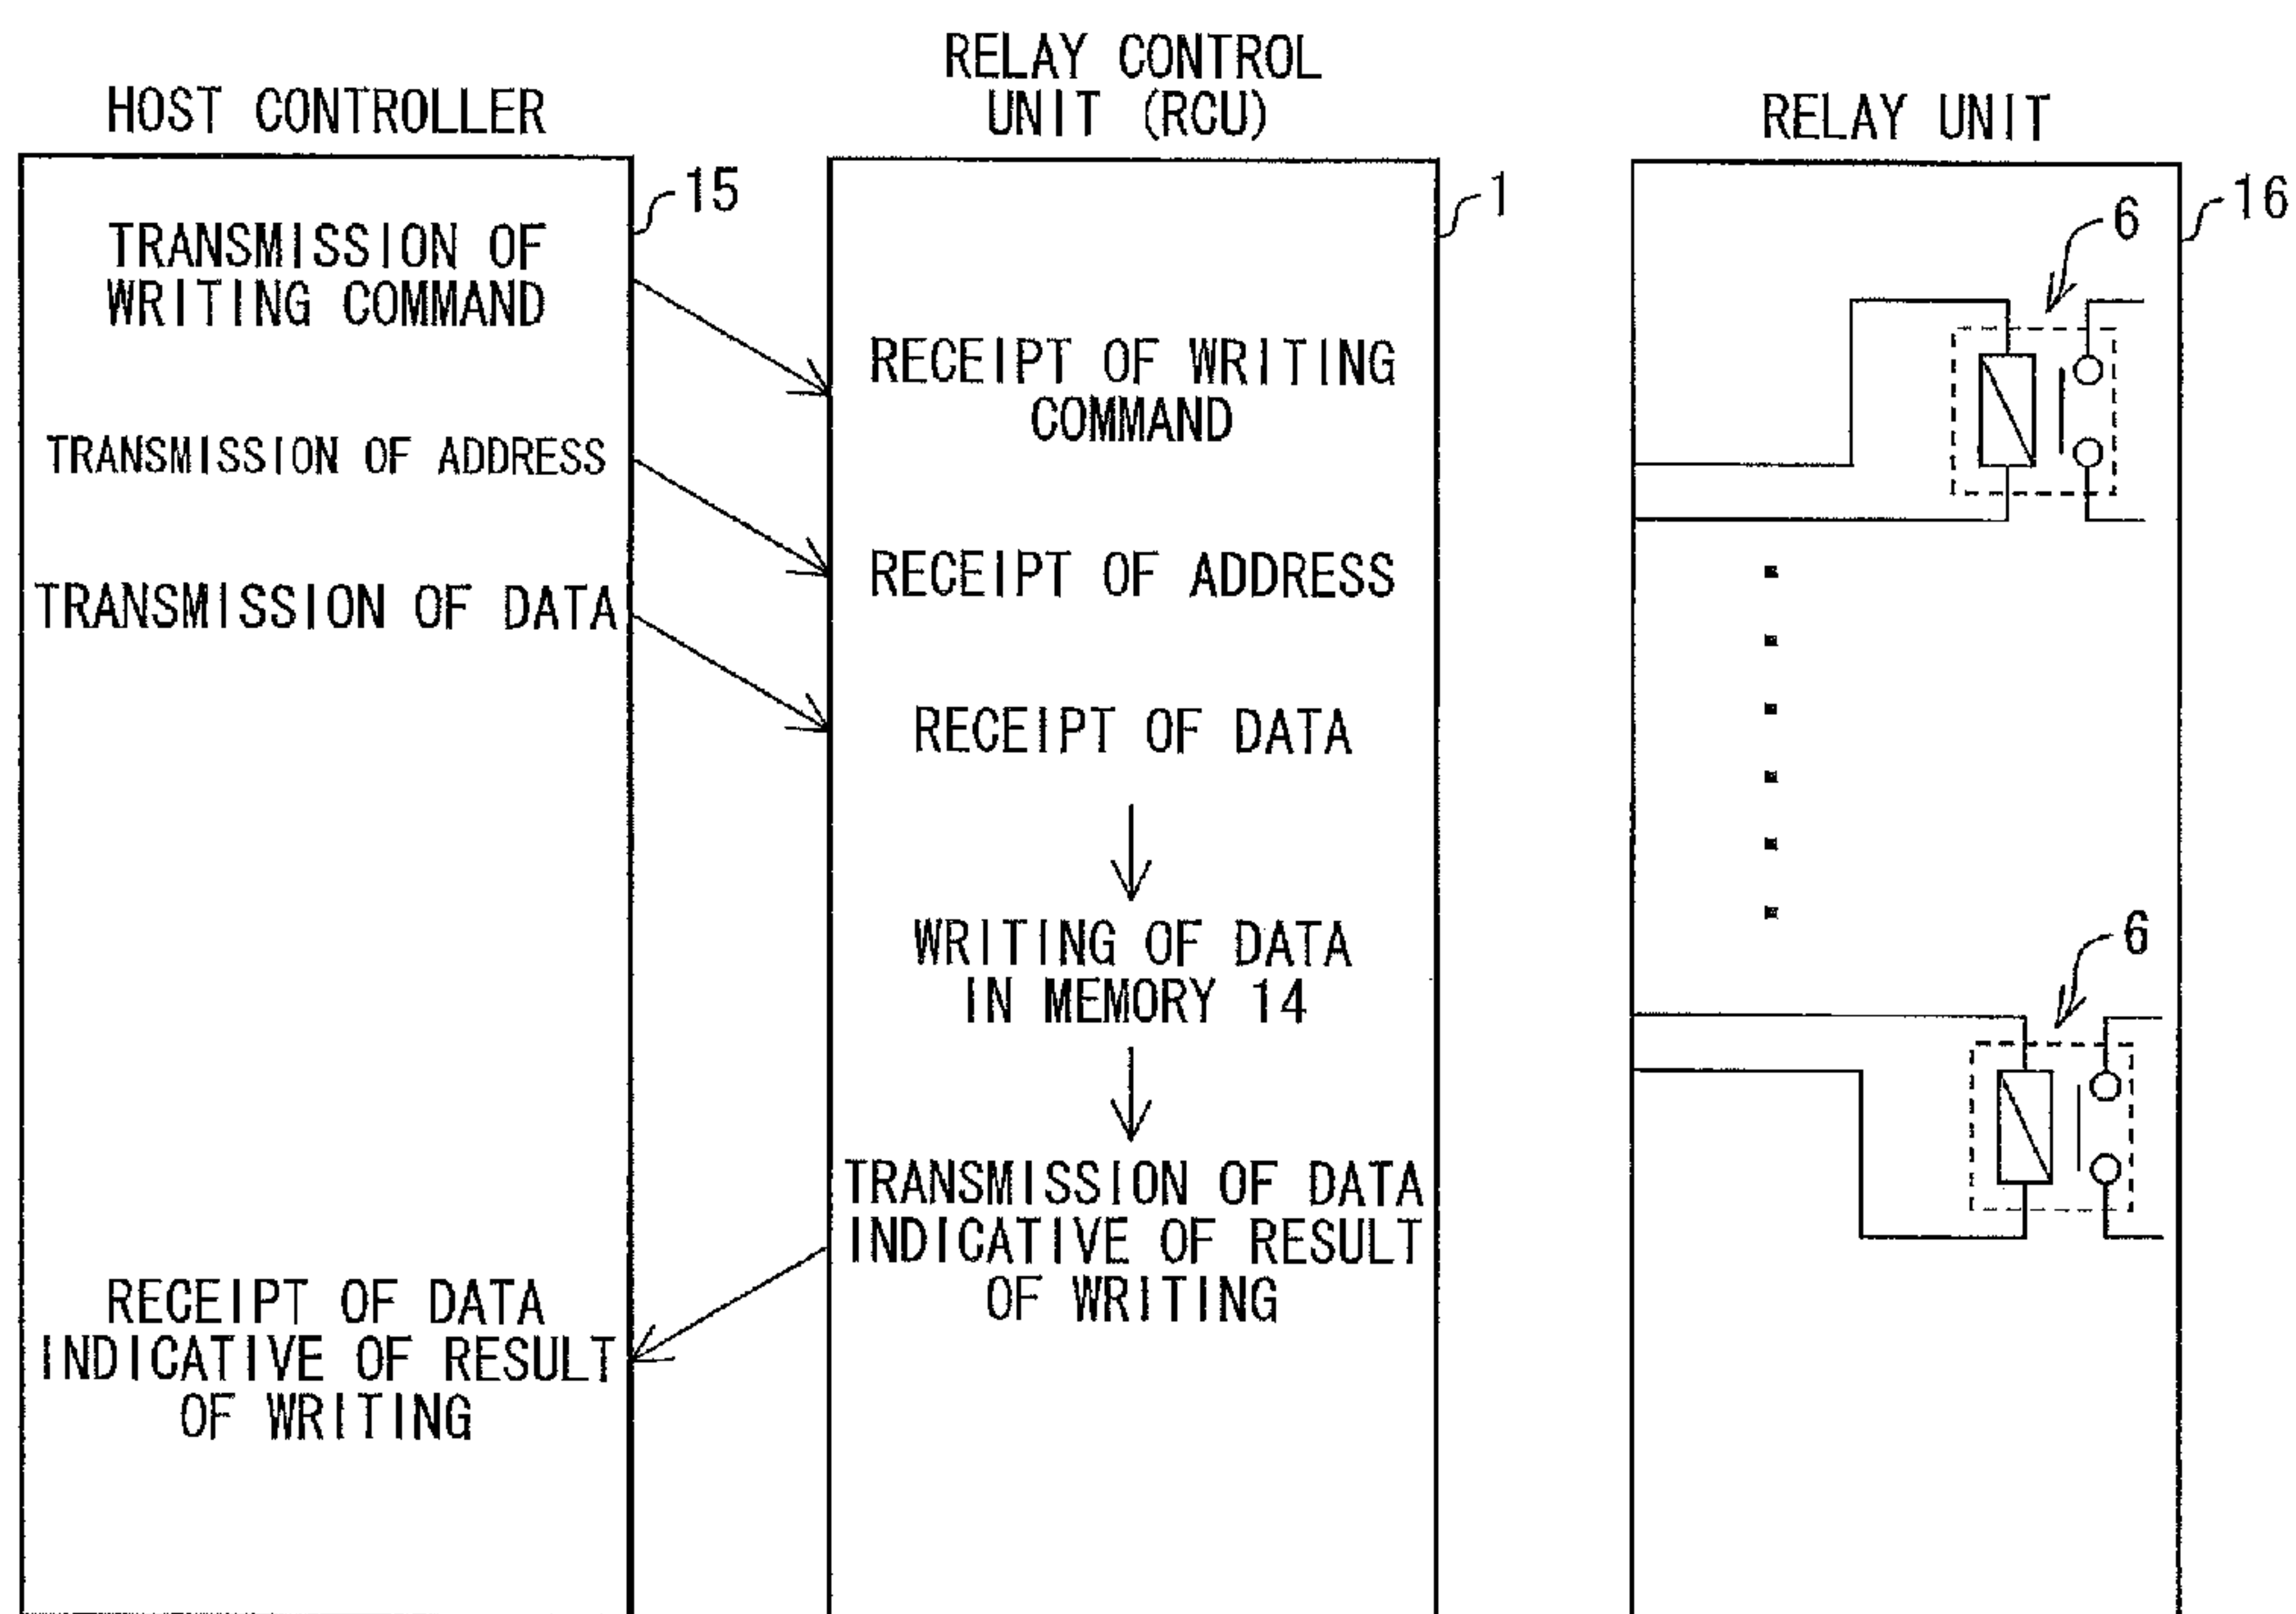 HOST CONTROLLER
15
TRANSMISSION OF
WRITING COMMAND
TRANSMISSION OF ADDRESS
TRANSMISSION OF DATA
RECEIPT OF DATA
INDICATIVE OF RESULT
OF WRITING
RELAY CONTROL
UNIT (RCU)
1
RECEIPT OF WRITING
COMMAND
RECEIPT OF ADDRESS
RECEIPT OF DATA
WRITING OF DATA
IN MEMORY 14
TRANSMISSION OF DATA
INDICATIVE OF RESULT
OF WRITING
RELAY UNIT
16
6
6